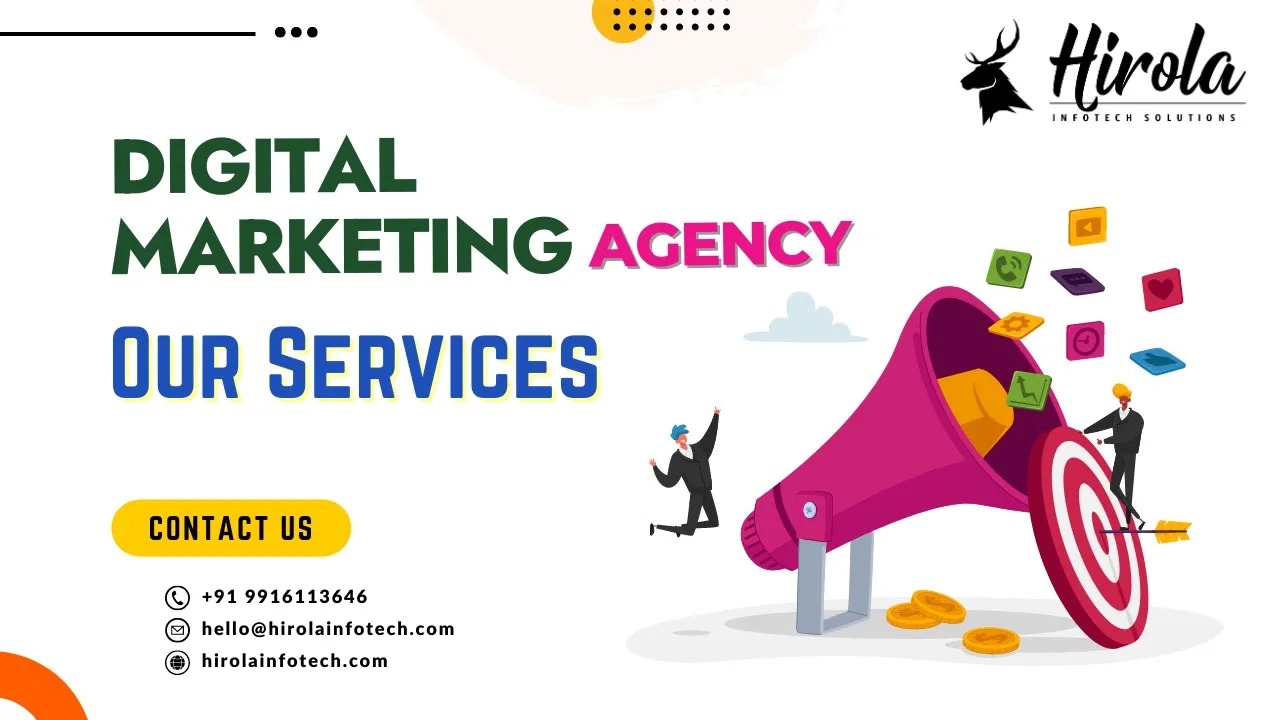 Hirola
INFOTECH SOLUTIONS
DIGITAL
MARKETING AGENCY
OUR SERVICES
CONTACT US
+91 9916113646
hello@hirolainfotech.com
hirolainfotech.com